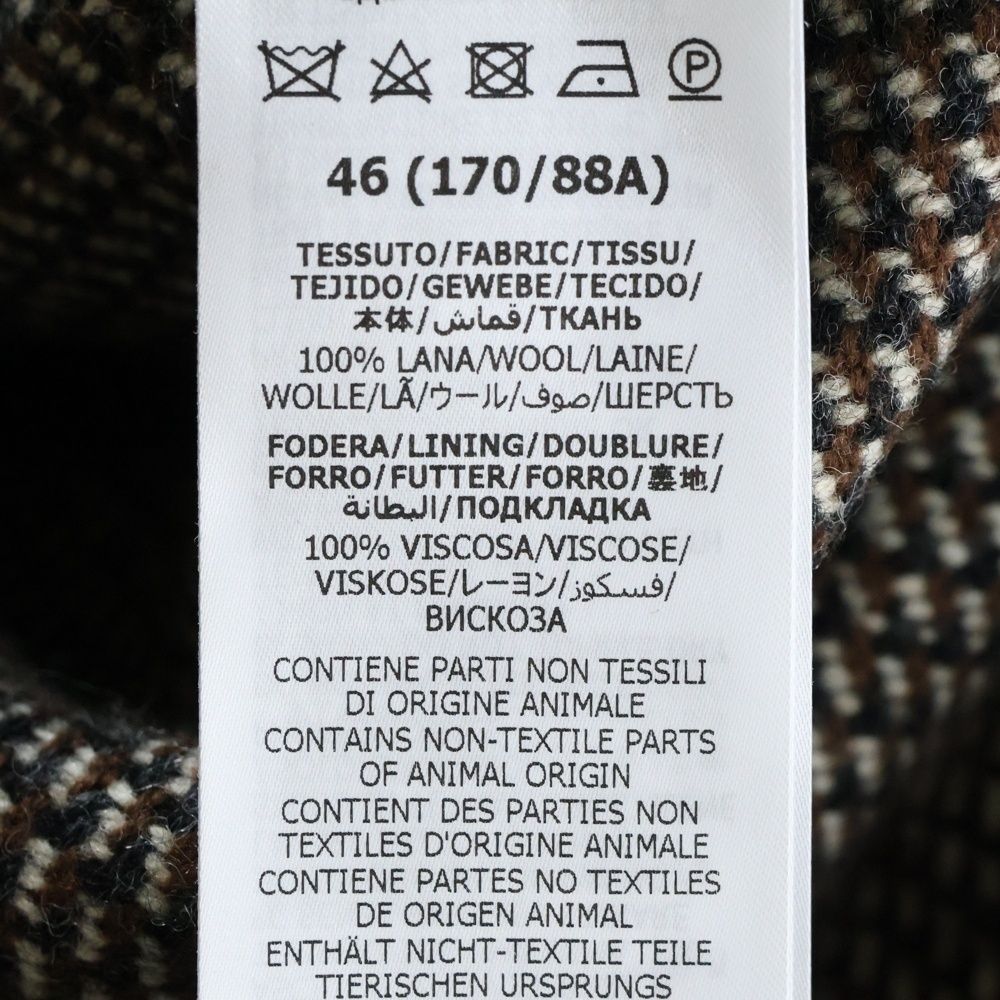 P
46 (170/88A)
TESSUTO/FABRIC/TISSU/
TEJIDO/GEWEBE/TECIDO/
本体/قماش/ТКАНЬ
100% LANA/WOOL/LAINE/
WOLLE/LÃ/ウール/صوف/ШЕРСТЬ
FODERA/LINING/DOUBLURE/
FORRO/FUTTER/FORRO/裏地/
البطانة/ПОДКЛАДКА
100% VISCOSA/VISCOSE/
VISKOSE/レーヨン/فسكوز/
ВИСКОЗА
CONTIENE PARTI NON TESSILI
DI ORIGINE ANIMALE
CONTAINS NON-TEXTILE PARTS
OF ANIMAL ORIGIN
CONTIENT DES PARTIES NON
TEXTILES D'ORIGINE ANIMALE
CONTIENE PARTES NO TEXTILES
DE ORIGEN ANIMAL
ENTHÄLT NICHT-TEXTILE TEILE
TIERISCHEN URSPRUNGS